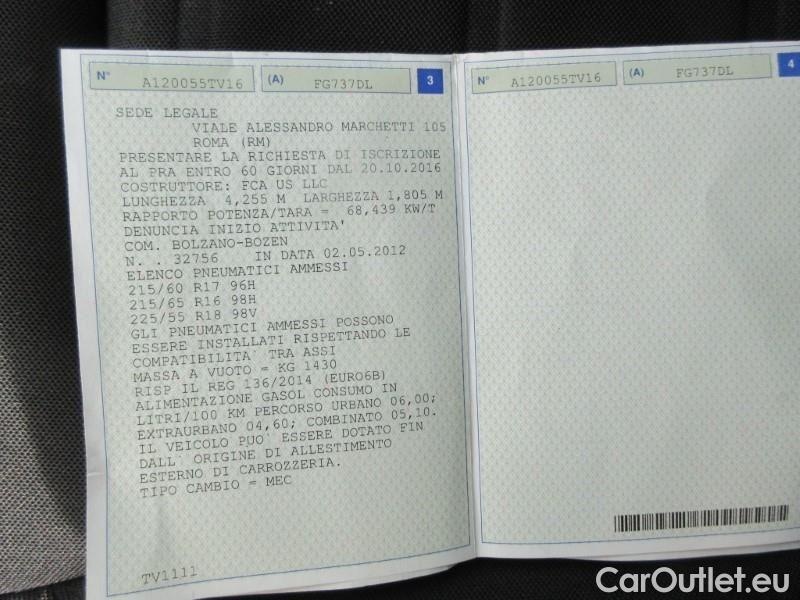 N° A120055TV16 (A) FG737DL 3
SEDE LEGALE
VIALE ALESSANDRO MARCHETTI 105
ROMA (RM)
PRESENTARE LA RICHIESTA DI ISCRIZIONE
AL PRA ENTRO 60 GIORNI DAL 20.10.2016
COSTRUTTORE: FCA US LLC
LUNGHEZZA 4,255 M LARGHEZZA 1,805 M
RAPPORTO POTENZA/TARA = 68,439 KW/T
DENUNCIA INIZIO ATTIVITA'
COM. BOLZANO-BOZEN
N. . 32756 IN DATA 02.05.2012
ELENCO PNEUMATICI AMMESSI
215/60 R17 96H
215/65 R16 98H
225/55 R18 98V
GLI PNEUMATICI AMMESSI POSSONO
ESSERE INSTALLATI RISPETTANDO LE
COMPATIBILITA` TRA ASSI
MASSA A VUOTO = KG 1430
RISP IL REG 136/2014 (EURO6B)
ALIMENTAZIONE GASOL CONSUMO IN
LITRI/100 KM PERCORSO URBANO 06,00;
EXTRAURBANO 04,60; COMBINATO 05,10.
IL VEICOLO PUO` ESSERE DOTATO FIN
DALL` ORIGINE DI ALLESTIMENTO
ESTERNO DI CARROZZERIA.
TIPO CAMBIO = MEC
TV1111
N° A120055TV16 (A) FG737DL 4
CarOutlet.eu